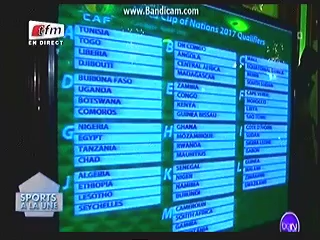 www.Bandicam.com
tfm
EN DIRECT
CAF
Cup of Nations 2017 Qualifiers
A
TUNISIA
TOGO
LIBERIA
DJIBOUTI
B
DR CONGO
ANGOLA
CENTRAL AFRICA
MADAGASCAR
C
MALI
D
BURKINA FASO
UGANDA
BOTSWANA
COMOROS
E
ZAMBIA
CONGO
KENYA
GUINEA BISSAU
F
CAPE VERDE
MOROCCO
LIBYA
SAO TOME
G
NIGERIA
EGYPT
TANZANIA
CHAD
H
GHANA
MOZAMBIQUE
RWANDA
MAURITIUS
I
COTE D'IVOIRE
SUDAN
GABON
J
ALGERIA
ETHIOPIA
LESOTHO
SEYCHELLES
K
SENEGAL
NIGER
NAMIBIA
BURUNDI
L
GUINEA
MALAWI
ZIMBABWE
SWAZILAND
M
CAMEROON
SOUTH AFRICA
GAMBIA
SPORTS
A LA UNE
beIN